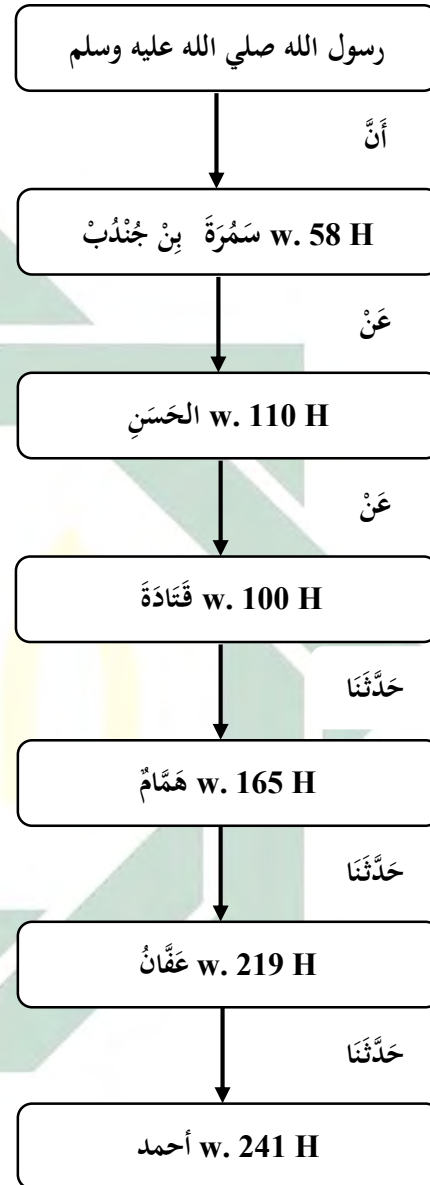 رسول الله صلي الله عليه وسلم
أَنَّ
سَمُرَةَ بِنْ جُنْدُبْ w. 58 H
عَنْ
الحَسَنِ w. 110 H
عَنْ
قَتَادَةَ w. 100 H
حَدَّثَنَا
هَمَّامٌ w. 165 H
حَدَّثَنَا
عَفَّانُ w. 219 H
حَدَّثَنَا
أحمد w. 241 H